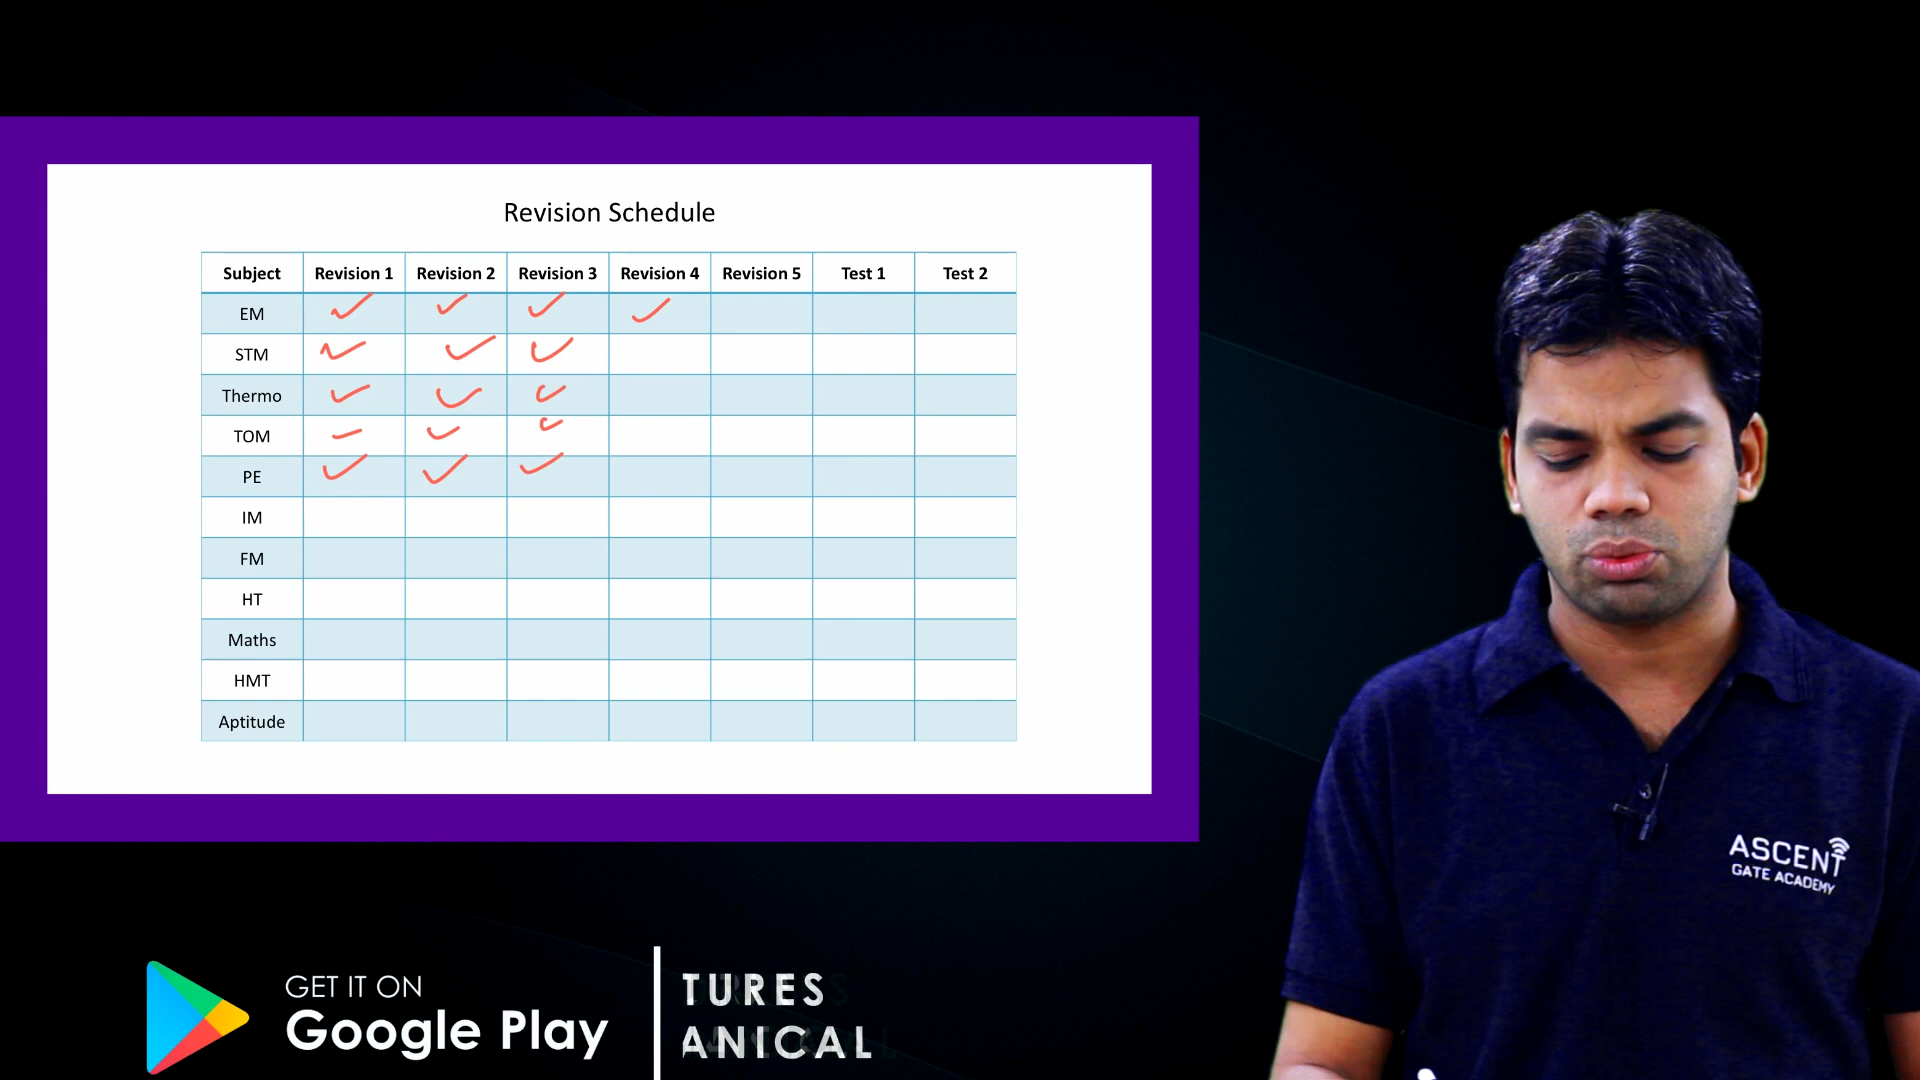 Revision Schedule
Subject Revision 1 Revision 2 Revision 3 Revision 4 Revision 5 Test 1 Test 2
EM
STM
Thermo
TOM
PE
IM
FM
HT
Maths
HMT
Aptitude
ASCENT
GATE ACADEMY
GET IT ON
Google Play
TURES
ANICAL